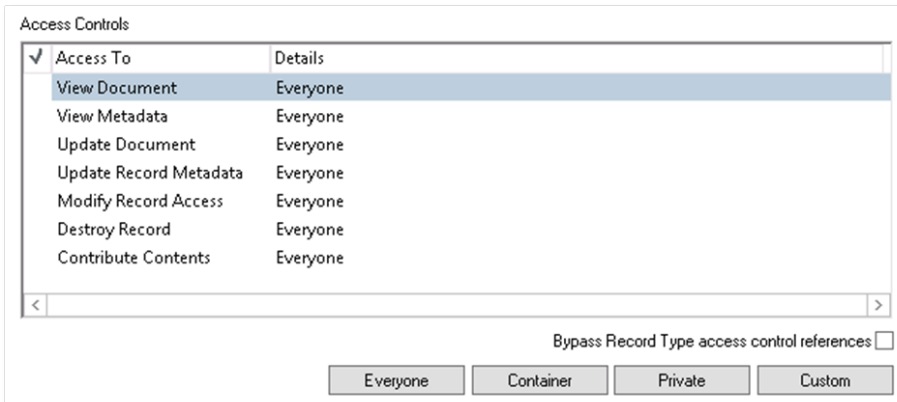 Access Controls
Access To Details
View Document Everyone
View Metadata Everyone
Update Document Everyone
Update Record Metadata Everyone
Modify Record Access Everyone
Destroy Record Everyone
Contribute Contents Everyone
Bypass Record Type access control references
Everyone Container Private Custom